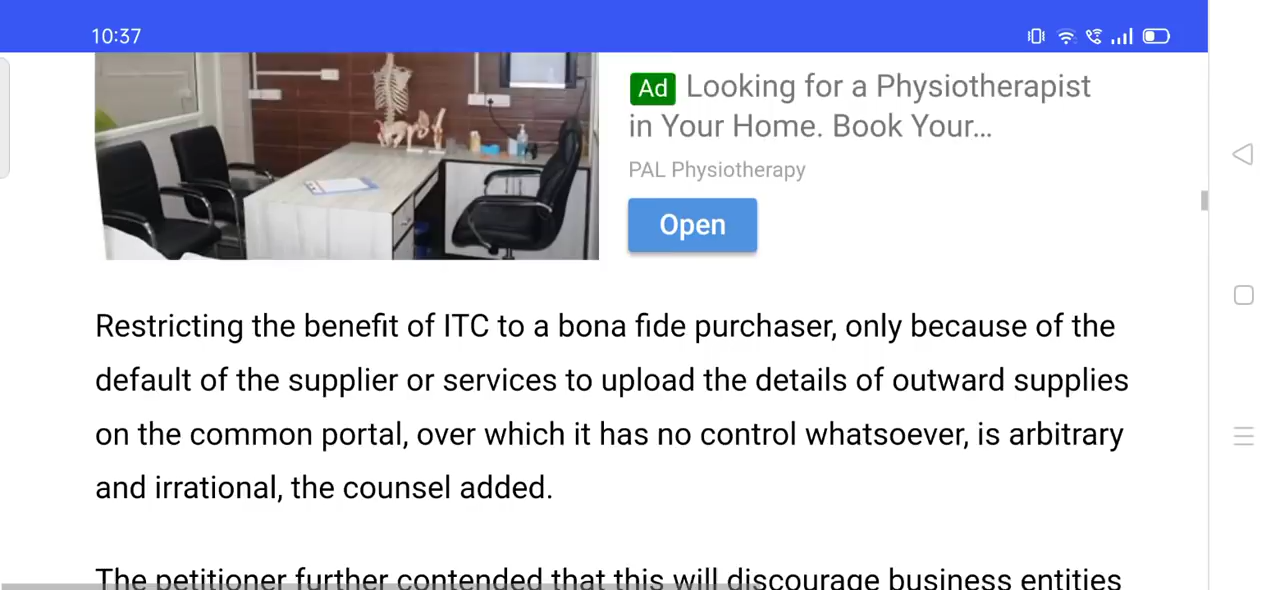 10:37
Ad Looking for a Physiotherapist
in Your Home. Book Your...
PAL Physiotherapy
Open
Restricting the benefit of ITC to a bona fide purchaser, only because of the
default of the supplier or services to upload the details of outward supplies
on the common portal, over which it has no control whatsoever, is arbitrary
and irrational, the counsel added.
The petitioner further contended that this will discourage business entities